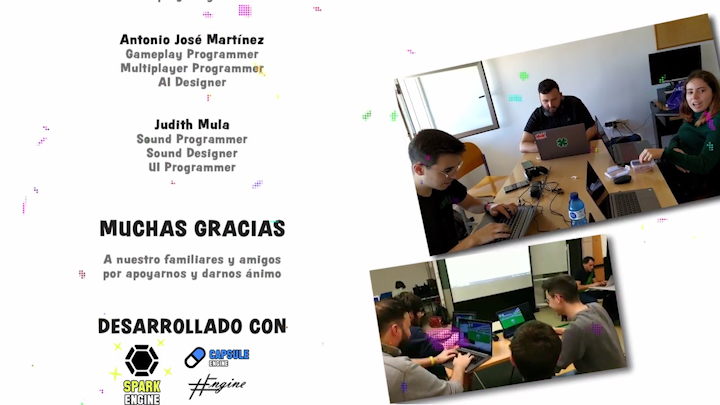 Antonio José Martínez
Gameplay Programmer
Multiplayer Programmer
AI Designer
Judith Mula
Sound Programmer
Sound Designer
UI Programmer
MUCHAS GRACIAS
A nuestro familiares y amigos
por apoyarnos y darnos ánimo
DESARROLLADO CON
SPARK
ENGINE
CAPSULE
ENGINE
#Engine